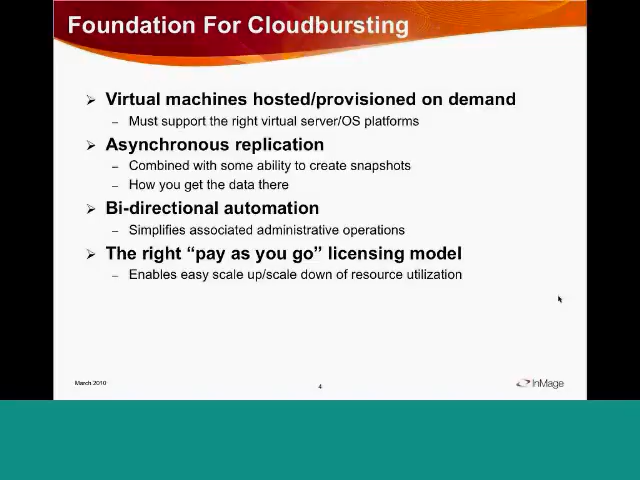 Foundation For Cloudbursting
Virtual machines hosted/provisioned on demand
– Must support the right virtual server/OS platforms
Asynchronous replication
– Combined with some ability to create snapshots
– How you get the data there
Bi-directional automation
– Simplifies associated administrative operations
The right “pay as you go” licensing model
– Enables easy scale up/scale down of resource utilization
March 2010
4
InMage